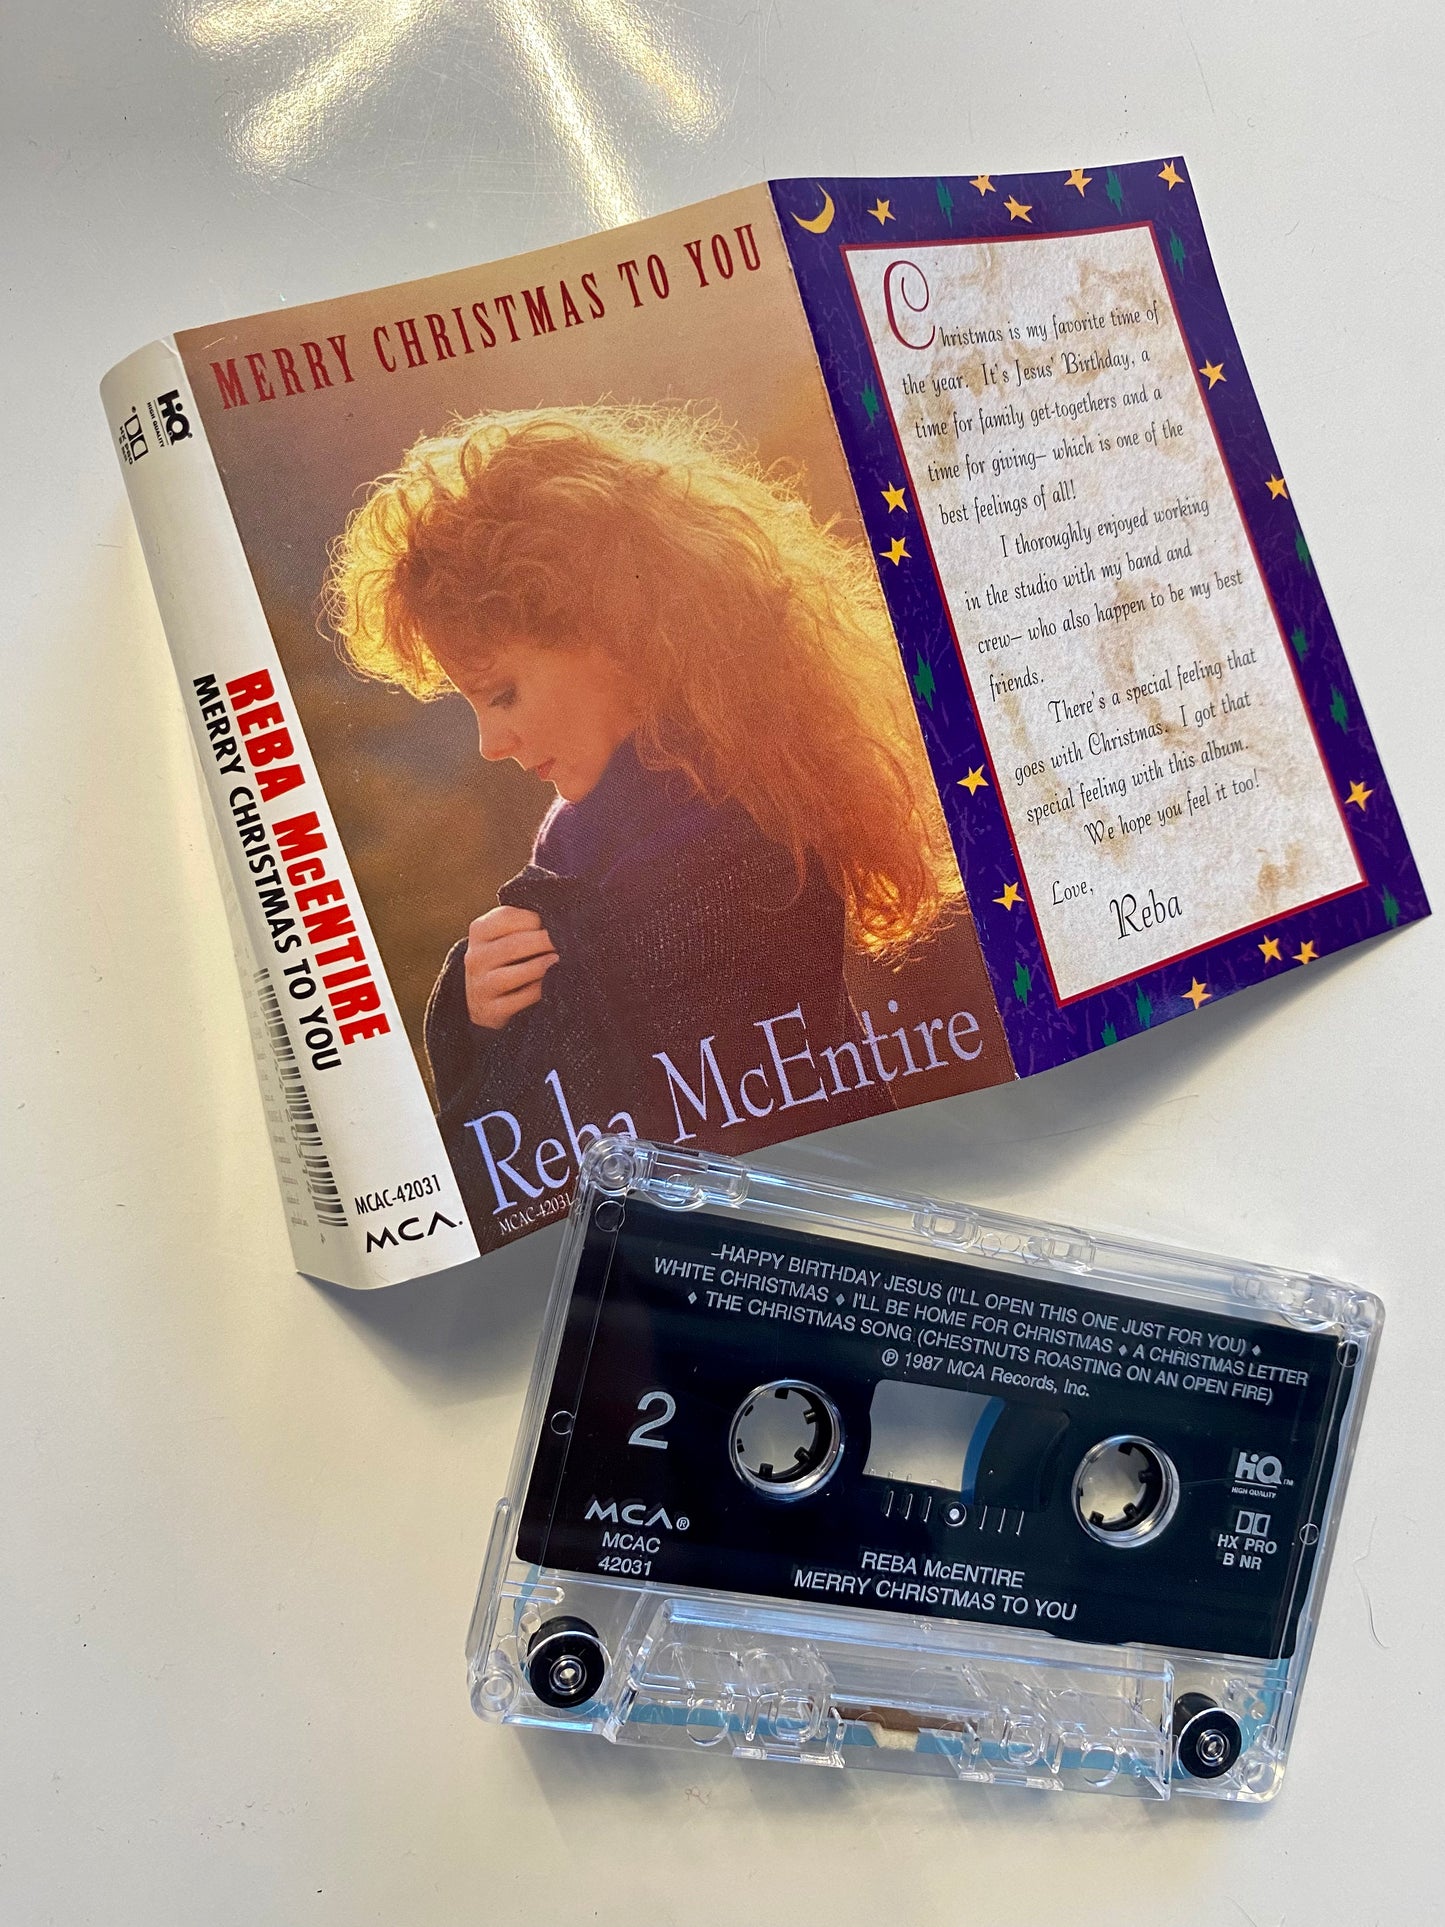 HiQ
HIGH QUALITY
REBA McENTIRE
MERRY CHRISTMAS TO YOU
MCAC-42031
MCA.
MERRY CHRISTMAS TO YOU
Reba McEntire
MCAC-42031
Christmas is my favorite time of
the year. It's Jesus' Birthday, a
time for family get-togethers and a
time for giving– which is one of the
best feelings of all!
I thoroughly enjoyed working
in the studio with my band and
crew– who also happen to be my best
friends.
There's a special feeling that
goes with Christmas. I got that
special feeling with this album.
We hope you feel it too!
Love,
Reba
HAPPY BIRTHDAY JESUS (I'LL OPEN THIS ONE JUST FOR YOU) ♦
WHITE CHRISTMAS ♦ I'LL BE HOME FOR CHRISTMAS ♦ A CHRISTMAS LETTER
♦ THE CHRISTMAS SONG (CHESTNUTS ROASTING ON AN OPEN FIRE)
℗ 1987 MCA Records, Inc.
2
MCA®
MCAC
42031
HiQ™
HIGH QUALITY
HX PRO
B NR
REBA McENTIRE
MERRY CHRISTMAS TO YOU